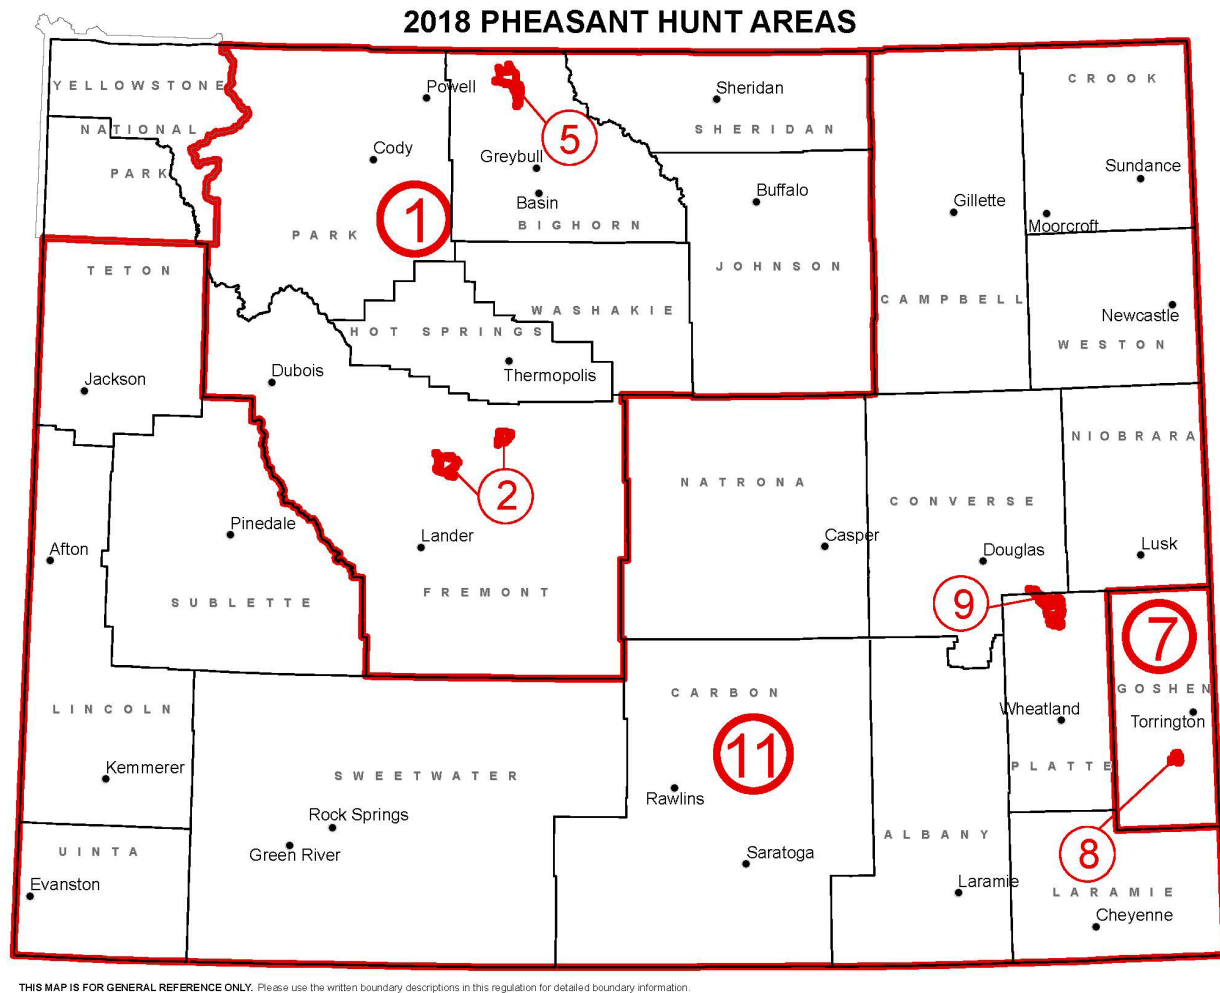 2018 PHEASANT HUNT AREAS
YELLOWSTONE
NATIONAL
PARK
Powell
Sheridan
SHERIDAN
CROOK
5
Cody
Greybull
Basin
BIGHORN
Buffalo
Sundance
Gillette
Moorcroft
1
PARK
TETON
JOHNSON
CAMPBELL
WASHAKIE
HOT SPRINGS
Newcastle
WESTON
Jackson
Dubois
Thermopolis
NIOBRARA
2
NATRONA
CONVERSE
Pinedale
Lander
Casper
Douglas
Lusk
Afton
SUBLETTE
FREMONT
9
7
LINCOLN
CARBON
GOSHEN
Wheatland
Torrington
Kemmerer
SWEETWATER
11
PLATTE
Rawlins
Rock Springs
Green River
UINTA
Saratoga
ALBANY
8
Evanston
Laramie
LARAMIE
Cheyenne
THIS MAP IS FOR GENERAL REFERENCE ONLY. Please use the written boundary descriptions in this regulation for detailed boundary information.